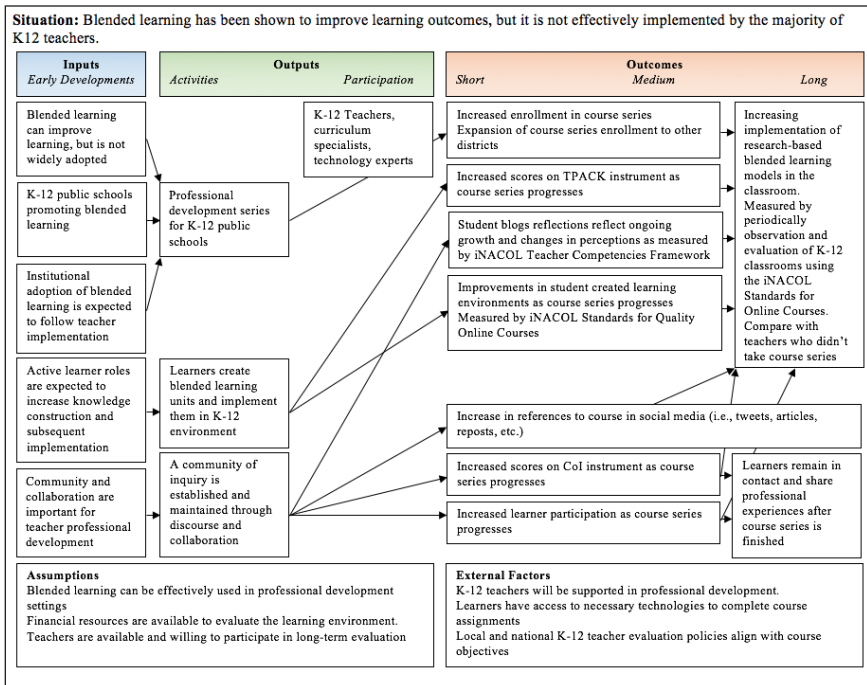 Situation: Blended learning has been shown to improve learning outcomes, but it is not effectively implemented by the majority of
K12 teachers.
Inputs
Early Developments
Outputs
Activities
Participation
Outcomes
Short
Medium
Long
Blended learning
can improve
learning, but is not
widely adopted
K-12 public schools
promoting blended
learning
Institutional
adoption of blended
learning is expected
to follow teacher
implementation
Active learner roles
are expected to
increase knowledge
construction and
subsequent
implementation
Community and
collaboration are
important for
teacher professional
development
Professional
development series
for K-12 public
schools
Learners create
blended learning
units and implement
them in K-12
environment
A community of
inquiry is
established and
maintained through
discourse and
collaboration
K-12 Teachers,
curriculum
specialists,
technology experts
Increased enrollment in course series
Expansion of course series enrollment to other
districts
Increased scores on TPACK instrument as
course series progresses
Student blogs reflections reflect ongoing
growth and changes in perceptions as measured
by iNACOL Teacher Competencies Framework
Improvements in student created learning
environments as course series progresses
Measured by iNACOL Standards for Quality
Online Courses
Increase in references to course in social media (i.e., tweets, articles,
reposts, etc.)
Increased scores on CoI instrument as course
series progresses
Increased learner participation as course series
progresses
Increasing
implementation of
research-based
blended learning
models in the
classroom.
Measured by
periodically
observation and
evaluation of K-12
classrooms using
the iNACOL
Standards for
Online Courses.
Compare with
teachers who didn't
take course series
Learners remain in
contact and share
professional
experiences after
course series is
finished
Assumptions
Blended learning can be effectively used in professional development
settings
Financial resources are available to evaluate the learning environment.
Teachers are available and willing to participate in long-term evaluation
External Factors
K-12 teachers will be supported in professional development.
Learners have access to necessary technologies to complete course
assignments
Local and national K-12 teacher evaluation policies align with course
objectives